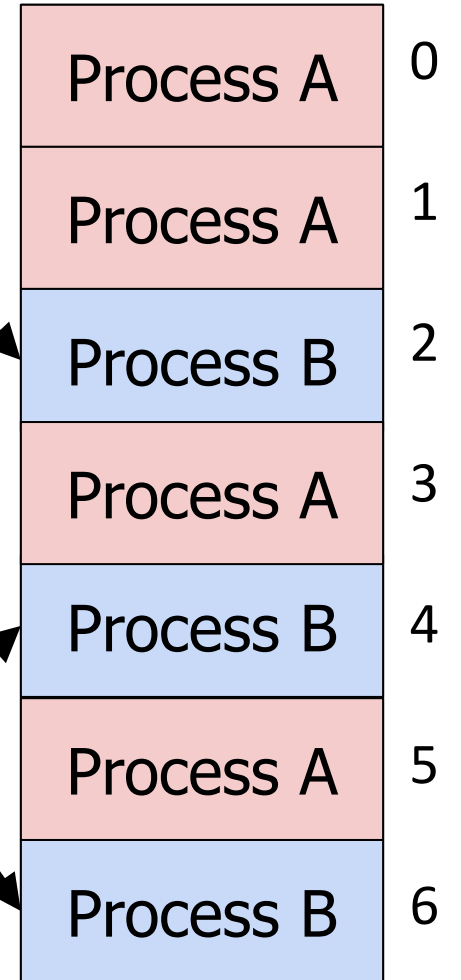 Process A 0
Process A 1
Process B 2
Process A 3
Process B 4
Process A 5
Process B 6